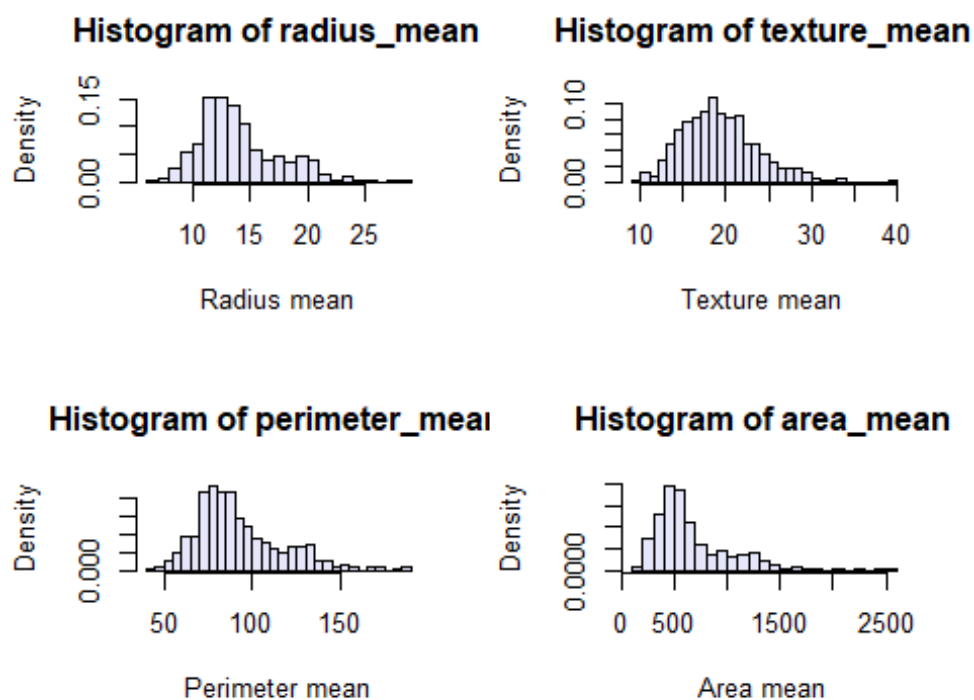 Histogram of radius_mean
Density
0.00
0.15
10 15 20 25
Radius mean
Histogram of texture_mean
Density
0.00
0.10
10 20 30 40
Texture mean
Histogram of perimeter_mear
Density
0.000
50 100 150
Perimeter mean
Histogram of area_mean
Density
0.0000
0 500 1500 2500
Area mean